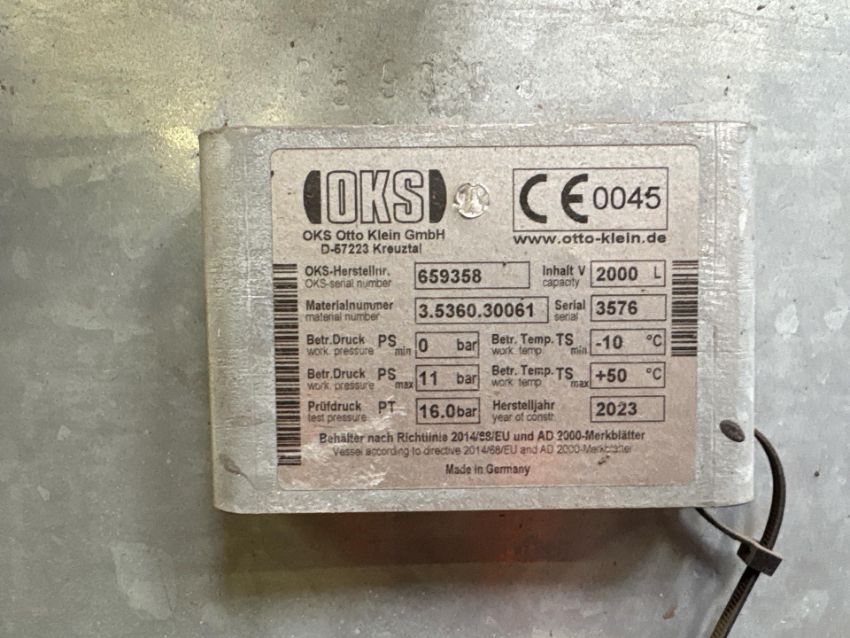 OKS
CE 0045
OKS Otto Klein GmbH
D-57223 Kreuztal
www.otto-klein.de
OKS-Herstellnr. 659358 Inhalt V 2000 L
OKS-serial number capacity
Materialnummer 3.5360.30061 Serial 3576
material number serial
Betr.Druck PS min 0 bar Betr. Temp. TS min -10 °C
work. pressure work. temp.
Betr.Druck PS max 11 bar Betr. Temp. TS max +50 °C
work. pressure work. temp.
Prüfdruck PT 16.0 bar Herstelljahr 2023
test pressure year of constr.
Behälter nach Richtlinie 2014/68/EU und AD 2000-Merkblätter
Vessel according to directive 2014/68/EU and AD 2000-Merkblätter
Made in Germany